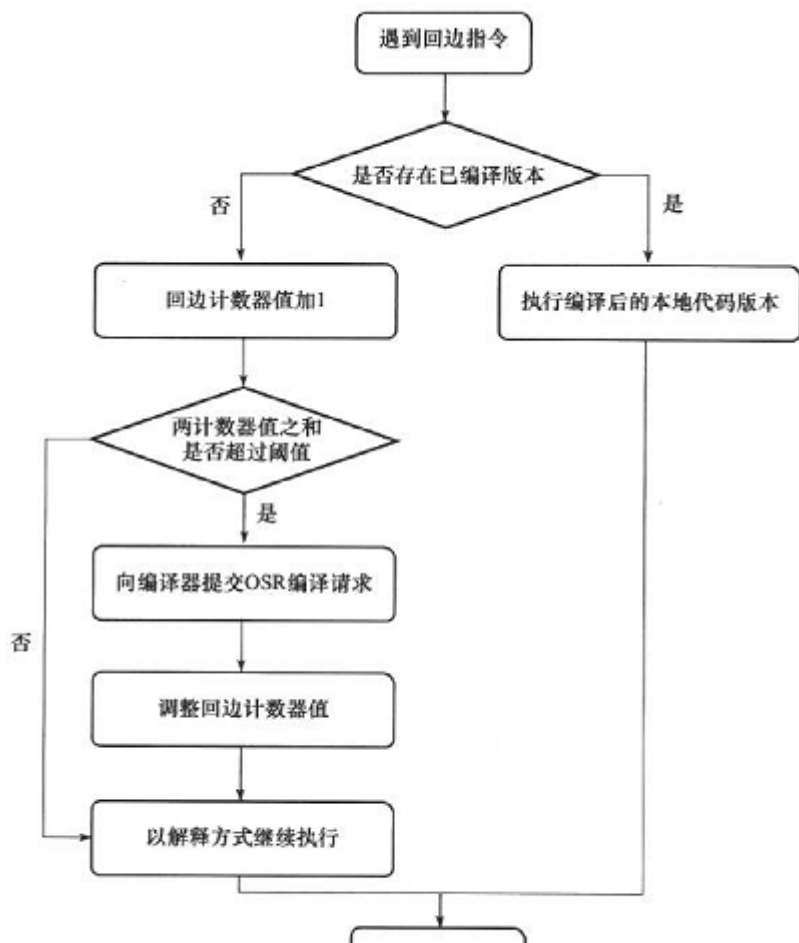 遇到回边指令
是否存在已编译版本
否
是
回边计数器值加1
执行编译后的本地代码版本
两计数器值之和
是否超过阈值
是
向编译器提交OSR编译请求
否
调整回边计数器值
以解释方式继续执行